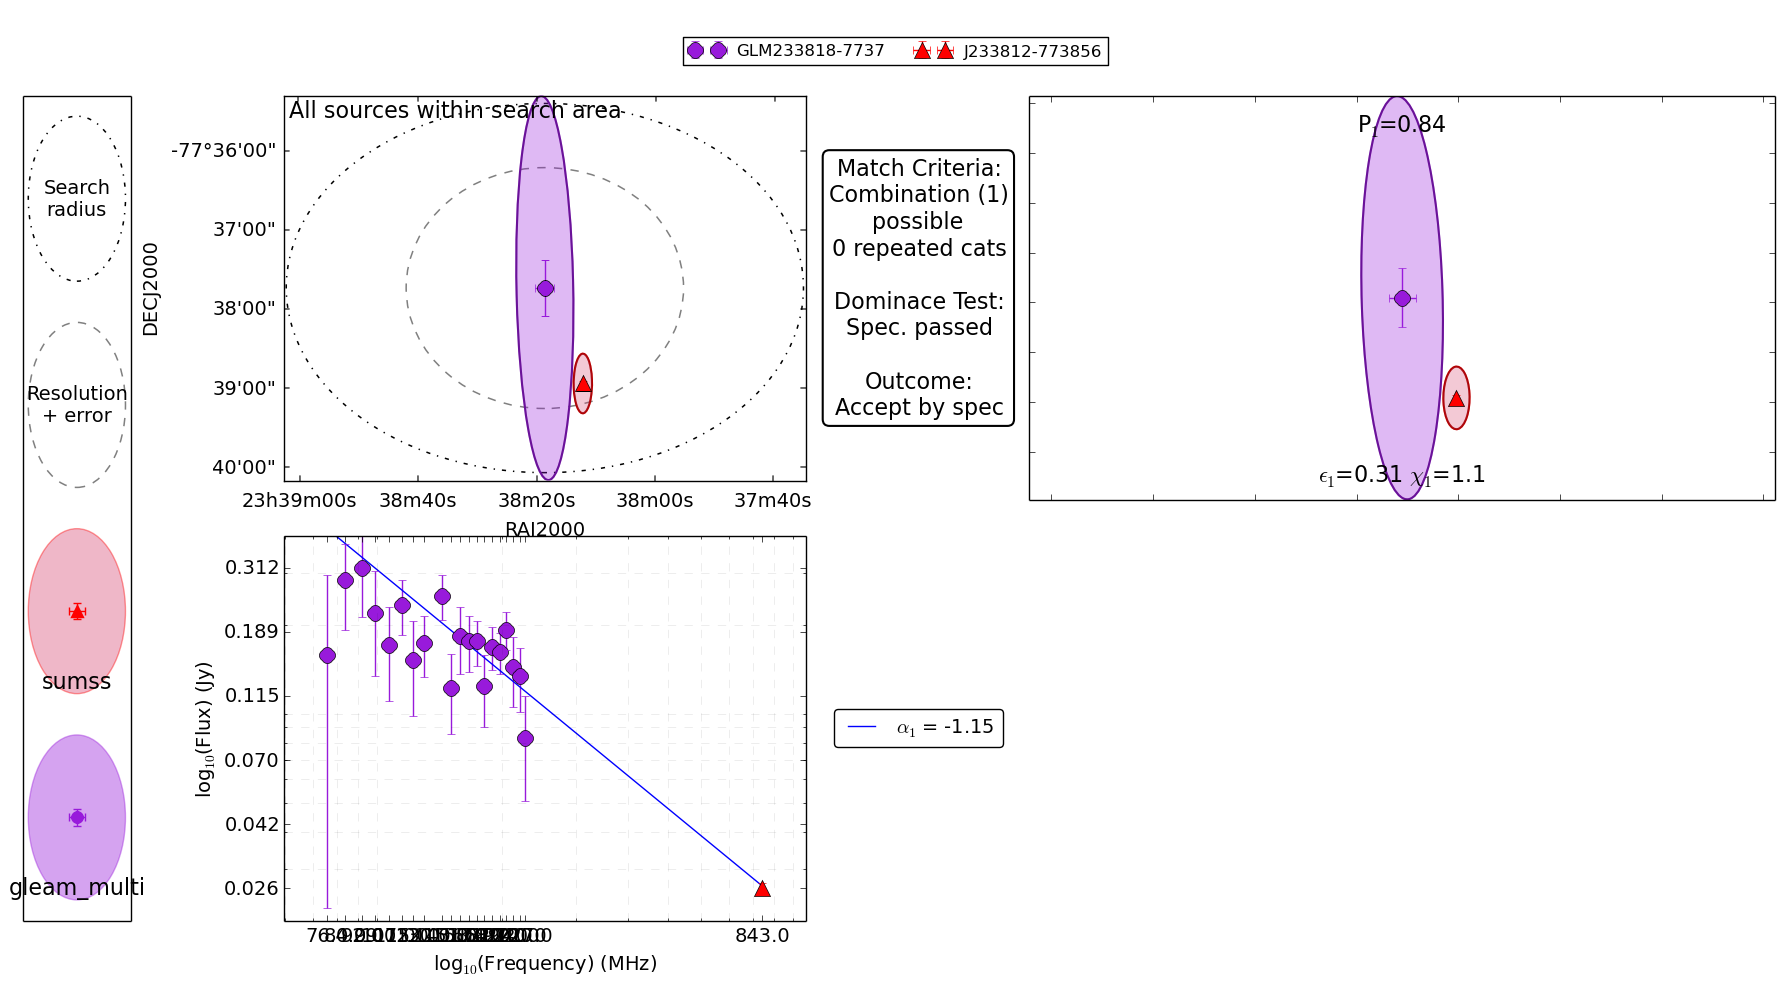 GLM233818-7737 J233812-773856
Search
radius
Resolution
+ error
sumss
gleam_multi
All sources within search area
DECJ2000
-77°36'00"
37'00"
38'00"
39'00"
40'00"
23h39m00s 38m40s 38m20s 38m00s 37m40s
RAJ2000
Match Criteria:
Combination (1)
possible
0 repeated cats
Dominace Test:
Spec. passed
Outcome:
Accept by spec
P₁=0.84
ϵ₁=0.31 χ₁=1.1
log₁₀(Flux) (Jy)
0.312
0.189
0.115
0.070
0.042
0.026
843.0
log₁₀(Frequency) (MHz)
α₁ = -1.15